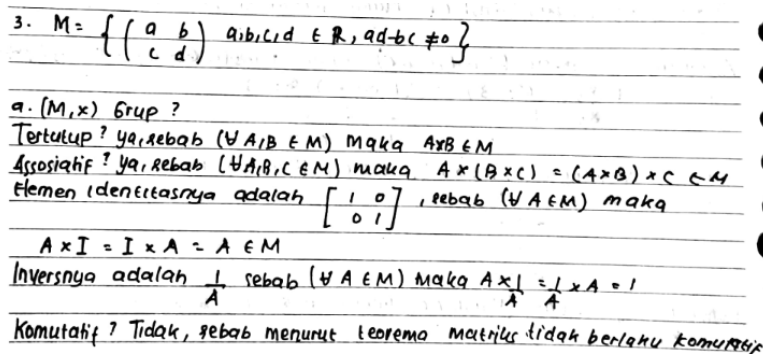 3. M = { ( a b
c d ) a,b,c,d ∈ R, ad-bc ≠ 0 }
a. (M,x) Grup ?
Tertutup ? ya, sebab (∀ A,B ∈ M) maka AxB ∈ M
Assosiatif ? ya, sebab (∀ A,B,C ∈ M) maka A x (B x C) = (A x B) x C ∈ M
Elemen identitasnya adalah [ 1 0
0 1 ] , sebab (∀ A ∈ M) maka
A x I = I x A = A ∈ M
Inversnya adalah 1/A sebab (∀ A ∈ M) maka A x 1/A = 1/A x A = 1
Komutatif ? Tidak, sebab menurut teorema matriks tidak berlaku komutatif